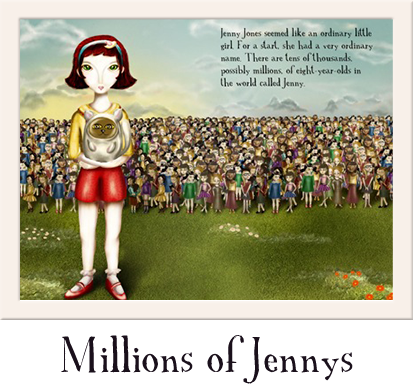 Jenny Jones seemed like an ordinary little
girl. For a start, she had a very ordinary
name. There are tens of thousands,
possibly millions, of eight-year-olds in
the world called Jenny.
Millions of Jennys